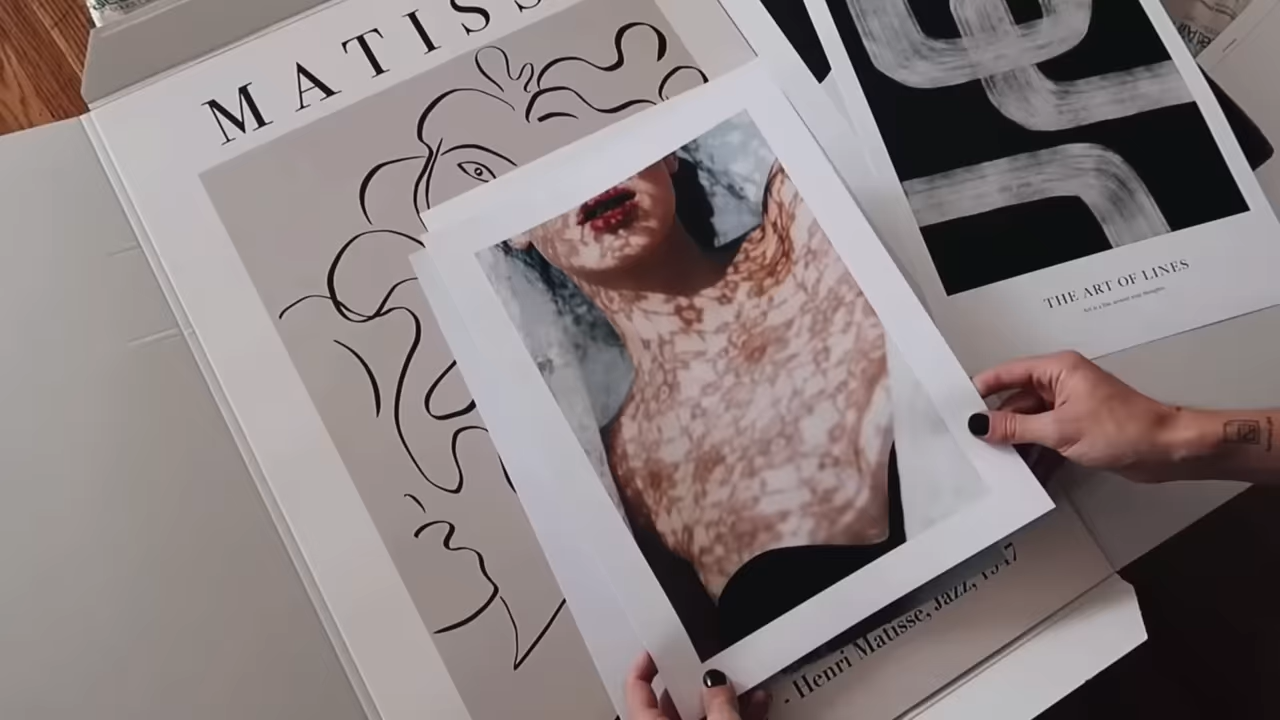 MATISS
THE ART OF LINES
Art is a line around your thoughts
. Henri Matisse, Jazz, 1947